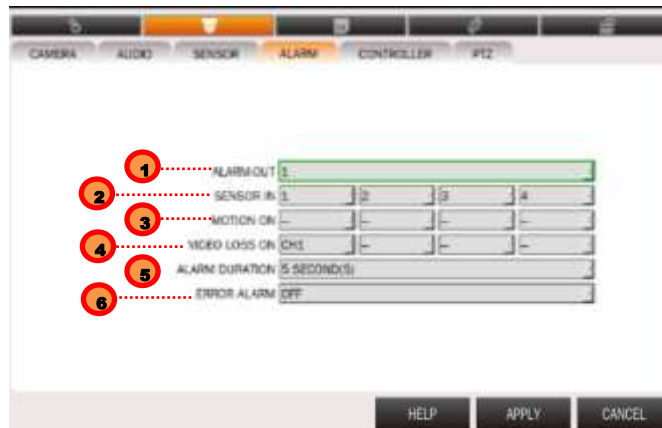 CAMERA AUDIO SENSOR ALARM CONTROLLER PTZ
1 ALARM OUT 1
2 SENSOR IN 1 2 3 4
3 MOTION ON - - - -
4 VIDEO LOSS ON CH1 - - -
5 ALARM DURATION 5 SECOND(S)
6 ERROR ALARM OFF
HELP APPLY CANCEL